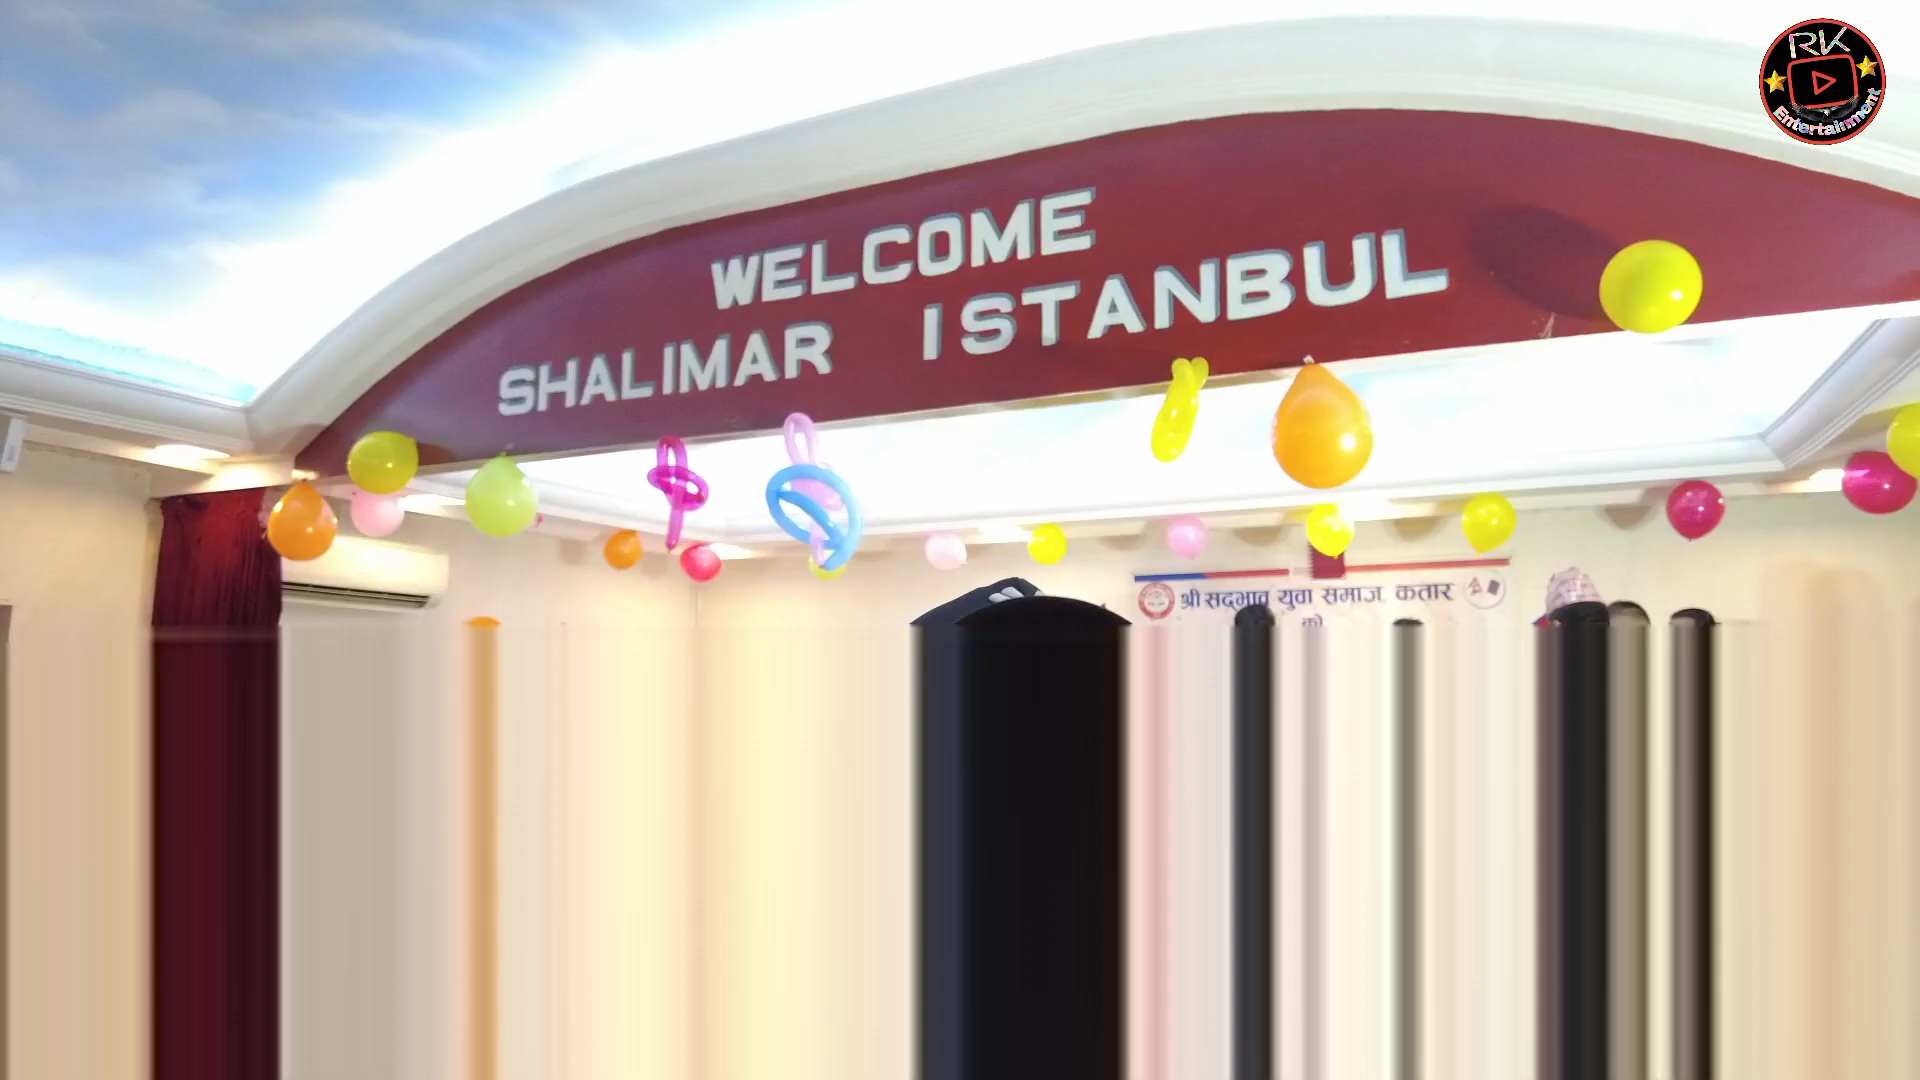 RK
Entertainment
WELCOME
SHALIMAR ISTANBUL
श्री सद्भाव युवा समाज, कतार
को